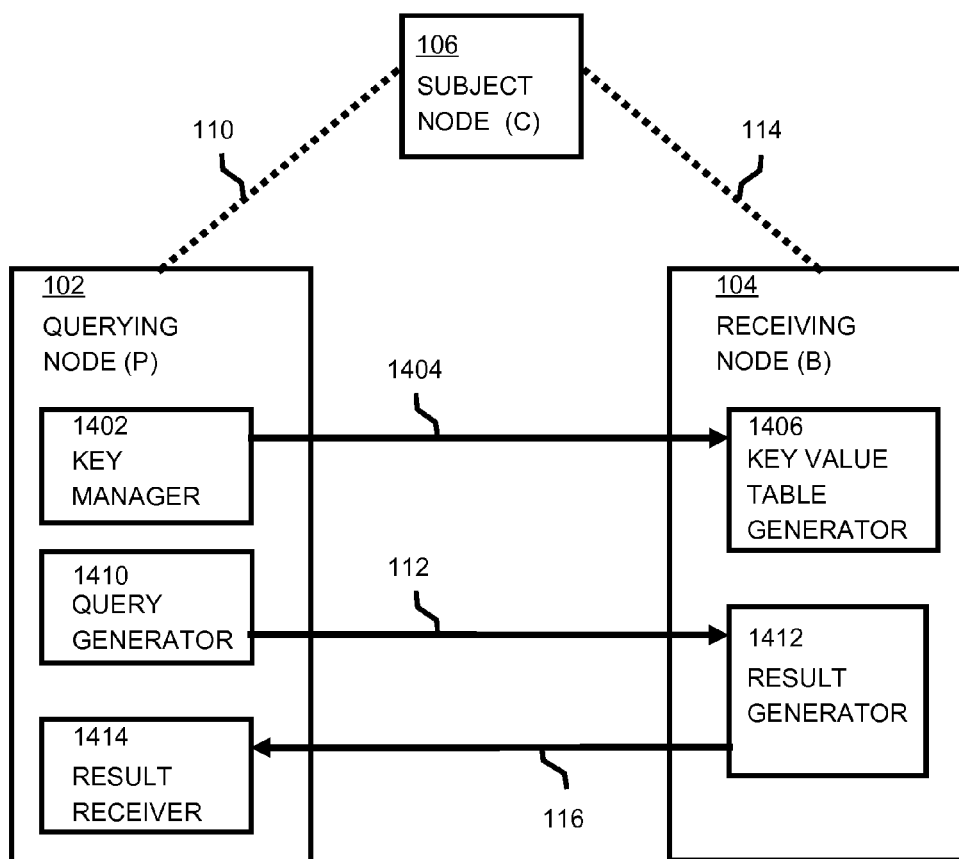 106
SUBJECT
NODE (C)
110
114
102
QUERYING
NODE (P)
104
RECEIVING
NODE (B)
1404
1402
KEY
MANAGER
1406
KEY VALUE
TABLE
GENERATOR
112
1410
QUERY
GENERATOR
1412
RESULT
GENERATOR
1414
RESULT
RECEIVER
116